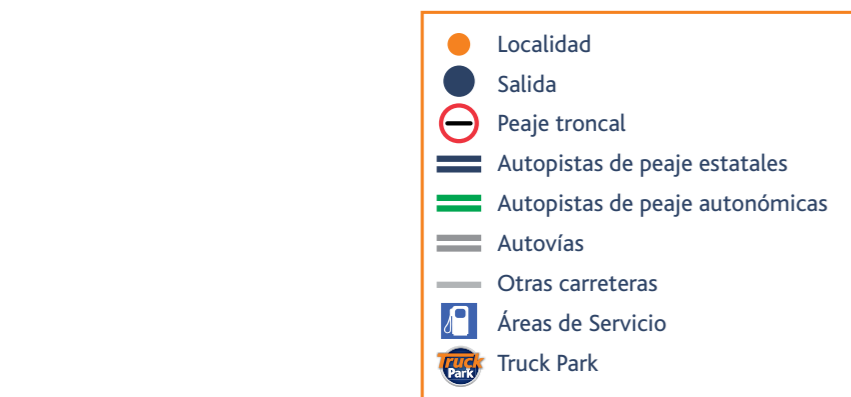 Localidad
Salida
Peaje troncal
Autopistas de peaje estatales
Autopistas de peaje autonómicas
Autovías
Otras carreteras
Áreas de Servicio
Truck
Park
Truck Park